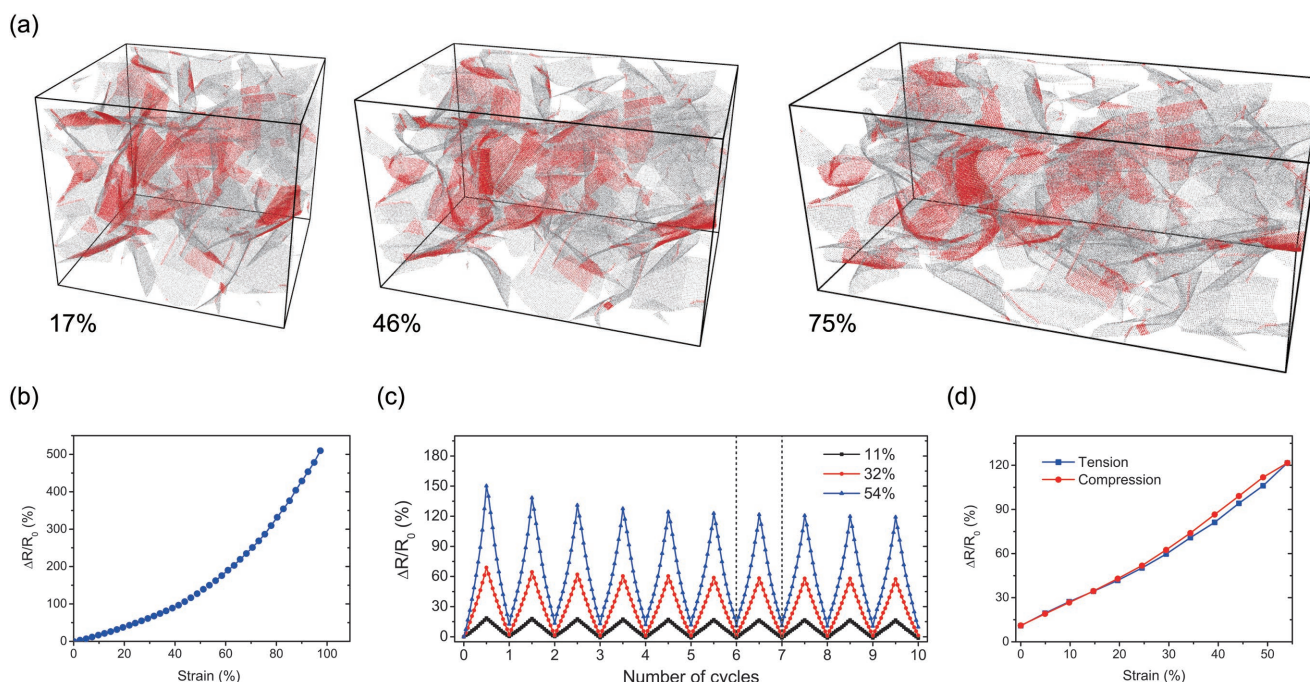 (a)
17%
46%
75%
(b)
500
400
300
200
100
0
0 20 40 60 80 100
ΔR/R₀ (%)
Strain (%)
(c)
180
150
120
90
60
30
0
0 1 2 3 4 5 6 7 8 9 10
ΔR/R₀ (%)
Number of cycles
11%
32%
54%
(d)
120
90
60
30
0
0 10 20 30 40 50
ΔR/R₀ (%)
Strain (%)
Tension
Compression